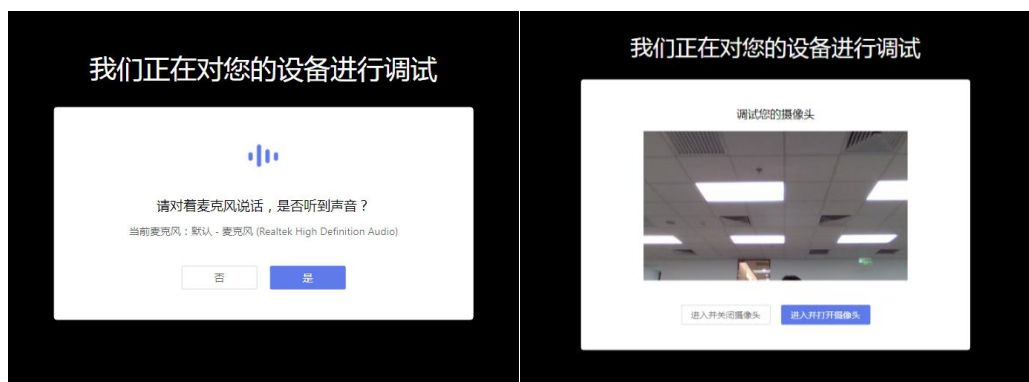 我们正在对您的设备进行调试
请对着麦克风说话，是否听到声音？
当前麦克风：默认 - 麦克风 (Realtek High Definition Audio)
否
是
我们正在对您的设备进行调试
调试您的摄像头
进入并关闭摄像头
进入并打开摄像头